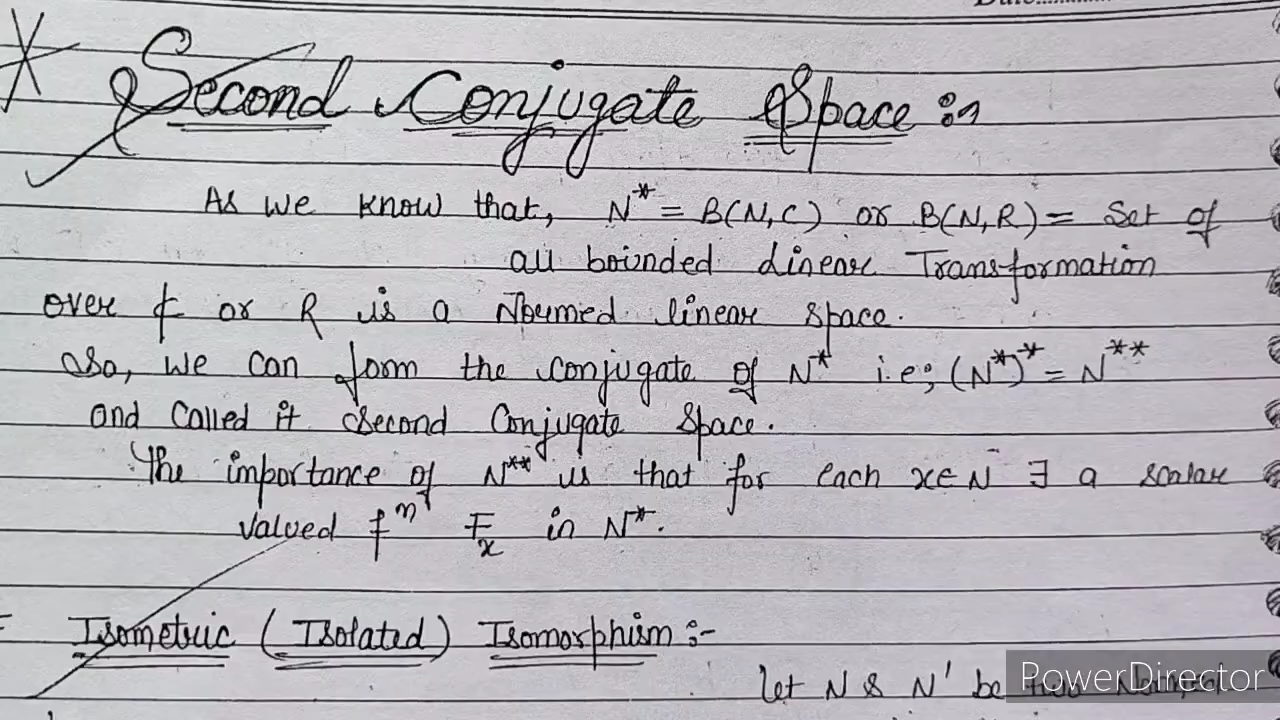 Second Conjugate Space :-
As we know that, N* = B(N,C) or B(N,R) = Set of
all bounded linear Transformation
over ₵ or R is a Normed linear space.
So, we can form the conjugate of N* i.e; (N*)* = N**
and called it second Conjugate Space.
The importance of N** is that for each x∈N ∃ a scalar
valued fⁿ Fₓ in N*.
Isometric (Isolated) Isomorphism :-
let N & N' be two
PowerDirector